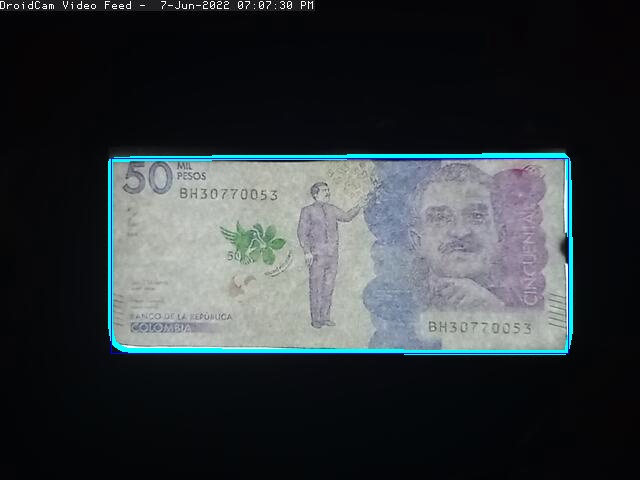 DroidCam Video Feed - 7-Jun-2022 07:07:30 PM
50 MIL
PESOS
BH30770053
50
CINCUENTA
BANCO DE LA REPÚBLICA
COLOMBIA
BH30770053